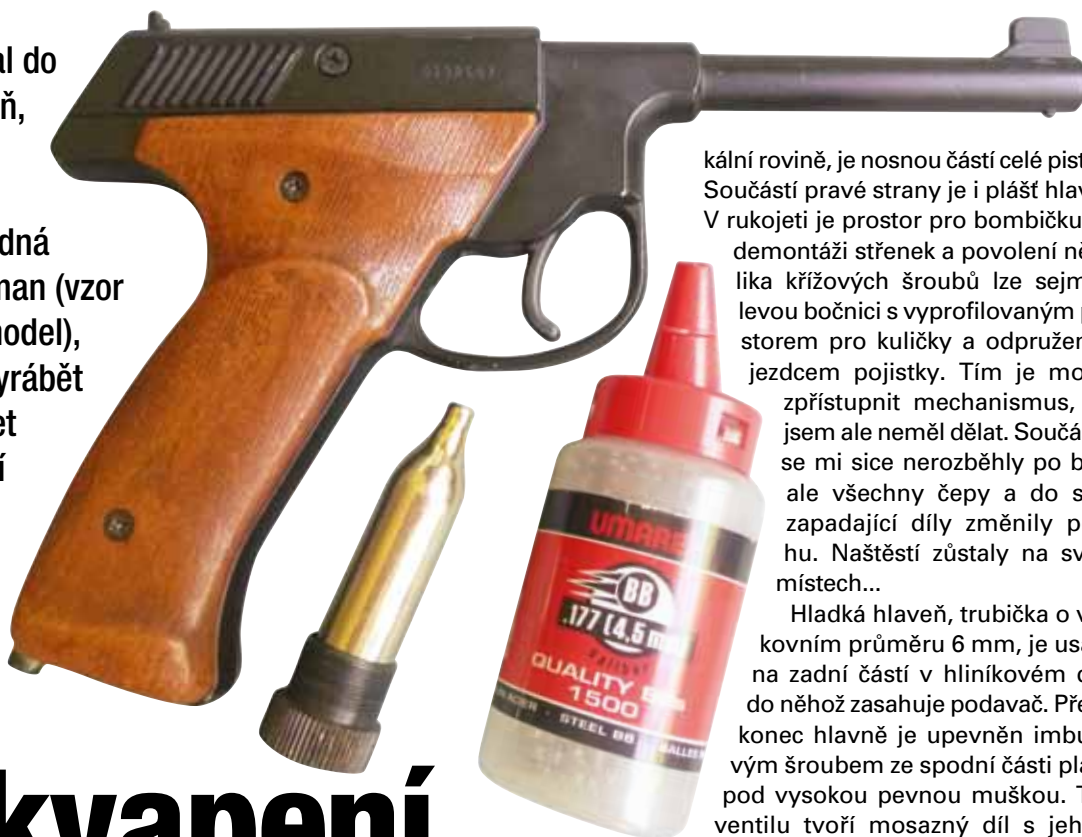 al do
ň,
dná
man (vzor
nodel),
yrábět
et
í
kvapení
UMARE
BB
.177 (4,5 m
QUALITY
1500
STEEL BB
kální rovině, je nosnou částí celé pist
Součástí pravé strany je i plášť hlav
V rukojeti je prostor pro bombičku
demontáži střenek a povolení ně
lika křížových šroubů lze sejm
levou bočnici s vyprofilovaným p
storem pro kuličky a odpružen
jezdcem pojistky. Tím je mo
zpřístupnit mechanismus,
jsem ale neměl dělat. Součá
se mi sice nerozběhly po b
ale všechny čepy a do s
zapadající díly změnily p
hu. Naštěstí zůstaly na sv
místech...
Hladká hlaveň, trubička o v
kovním průměru 6 mm, je usa
na zadní částí v hliníkovém d
do něhož zasahuje podavač. Pře
konec hlavně je upevněn imbu
vým šroubem ze spodní části pla
pod vysokou pevnou muškou. T
ventilu tvoří mosazný díl s jeh